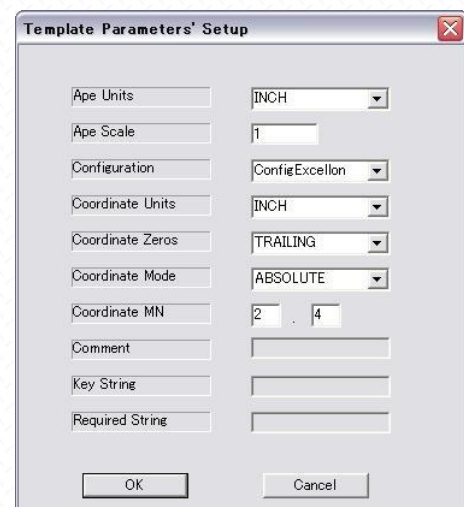 Template Parameters' Setup
Ape Units INCH
Ape Scale 1
Configuration ConfigExcellon
Coordinate Units INCH
Coordinate Zeros TRAILING
Coordinate Mode ABSOLUTE
Coordinate MN 2 . 4
Comment
Key String
Required String
OK Cancel